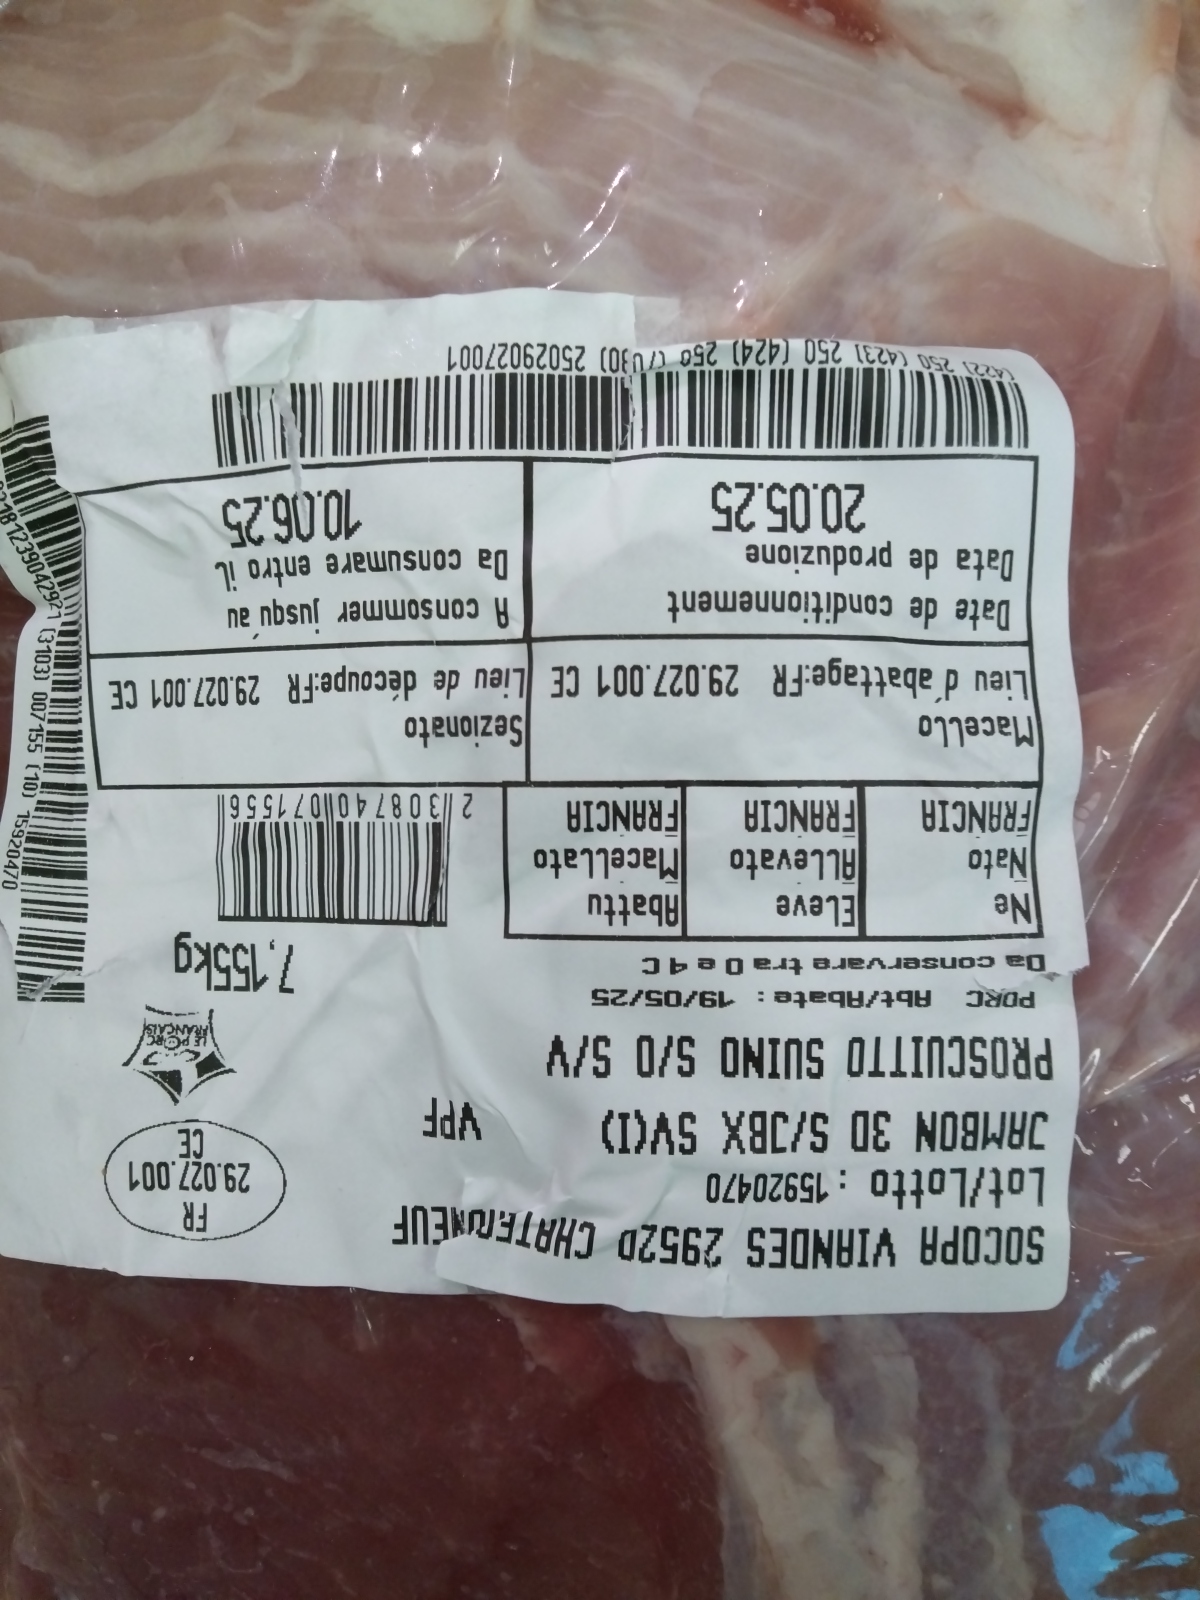 SOCOPA VIANDES 29520 CHATEAUNEUF
Lot/Lotto : 15920470
JAMBON 3D S/JBX SV(I) VPF
PROSCUITTO SUINO S/O S/V
PORC Abt/Abate : 19/05/25
Da conservare tra 0 e 4 C
FR
29.027.001
CE
LE PORC
FRANÇAIS
7,155kg
Ne
Nato
FRANCIA
Eleve
Allevato
FRANCIA
Abattu
Macellato
FRANCIA
2 308740 071556
Macello
Lieu d'abattage:FR 29.027.001 CE
Sezionato
Lieu de découpe:FR 29.027.001 CE
Date de conditionnement
Data de produzione
20.05.25
A consommer jusqu'au
Da consumare entro il
10.06.25
(422) 250 (423) 250 (424) 250 (7030) 25029027001
(3103) 007155 (10) 15920470